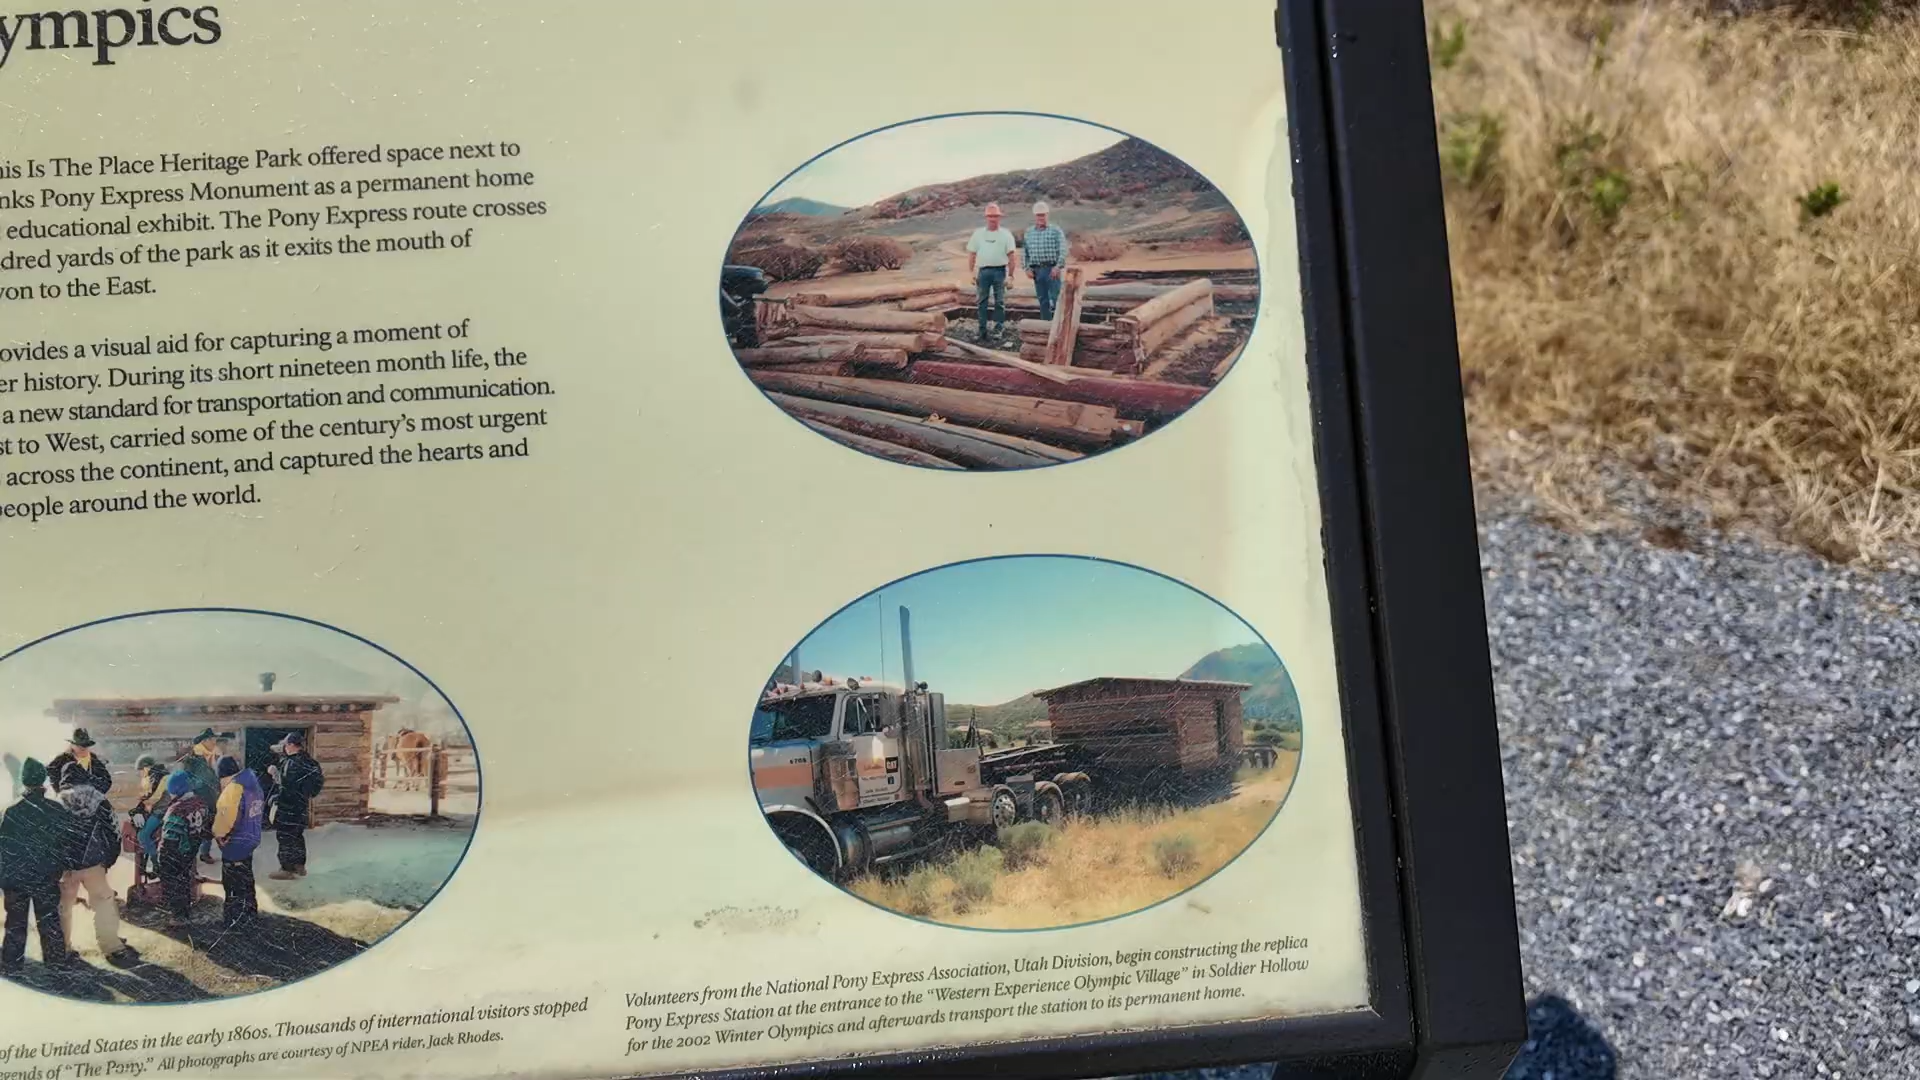 ympics
his Is The Place Heritage Park offered space next to
nks Pony Express Monument as a permanent home
educational exhibit. The Pony Express route crosses
dred yards of the park as it exits the mouth of
yon to the East.
ovides a visual aid for capturing a moment of
er history. During its short nineteen month life, the
a new standard for transportation and communication.
st to West, carried some of the century's most urgent
across the continent, and captured the hearts and
people around the world.
of the United States in the early 1860s. Thousands of international visitors stopped
egends of "The Pony." All photographs are courtesy of NPEA rider, Jack Rhodes.
Volunteers from the National Pony Express Association, Utah Division, begin constructing the replica
Pony Express Station at the entrance to the "Western Experience Olympic Village" in Soldier Hollow
for the 2002 Winter Olympics and afterwards transport the station to its permanent home.